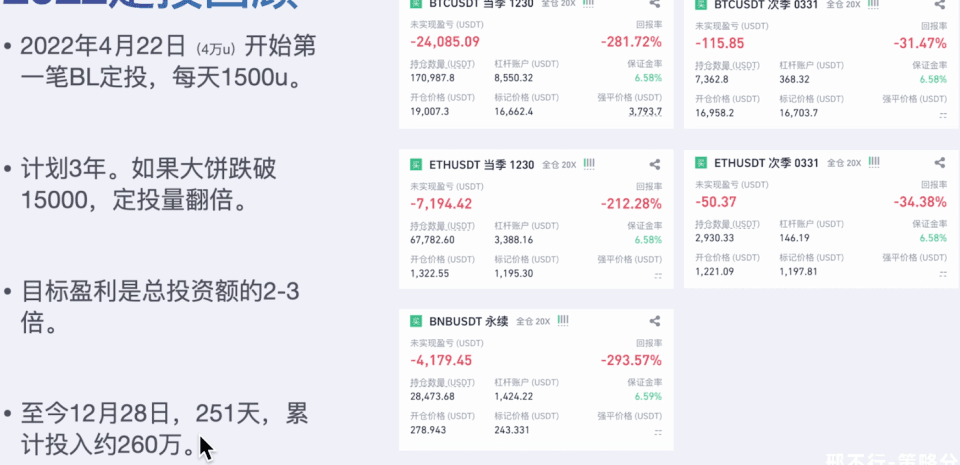 2022定投回顾
• 2022年4月22日（4万u）开始第
一笔BL定投，每天1500u。
• 计划3年。如果大饼跌破
15000，定投量翻倍。
• 目标盈利是总投资额的2-3
倍。
• 至今12月28日，251天，累
计投入约260万。
买 BTCUSDT 当季 1230 全仓 20X
未实现盈亏 (USDT) 回报率
-24,085.09 -281.72%
持仓数量 (USDT) 杠杆账户 (USDT) 保证金率
170,987.8 8,550.32 6.58%
开仓价格 (USDT) 标记价格 (USDT) 强平价格 (USDT)
19,007.3 16,662.4 3,793.7
买 BTCUSDT 次季 0331 全仓 20X
未实现盈亏 (USDT) 回报率
-115.85 -31.47%
持仓数量 (USDT) 杠杆账户 (USDT) 保证金率
7,362.8 368.32 6.58%
开仓价格 (USDT) 标记价格 (USDT) 强平价格 (USDT)
16,958.2 16,703.7 --
买 ETHUSDT 当季 1230 全仓 20X
未实现盈亏 (USDT) 回报率
-7,194.42 -212.28%
持仓数量 (USDT) 杠杆账户 (USDT) 保证金率
67,782.60 3,388.16 6.58%
开仓价格 (USDT) 标记价格 (USDT) 强平价格 (USDT)
1,322.55 1,195.30 --
买 ETHUSDT 次季 0331 全仓 20X
未实现盈亏 (USDT) 回报率
-50.37 -34.38%
持仓数量 (USDT) 杠杆账户 (USDT) 保证金率
2,930.33 146.19 6.58%
开仓价格 (USDT) 标记价格 (USDT) 强平价格 (USDT)
1,221.09 1,197.81 --
买 BNBUSDT 永续 全仓 20X
未实现盈亏 (USDT) 回报率
-4,179.45 -293.57%
持仓数量 (USDT) 杠杆账户 (USDT) 保证金率
28,473.68 1,424.22 6.59%
开仓价格 (USDT) 标记价格 (USDT) 强平价格 (USDT)
278.943 243.331 --
邢不行-策略分